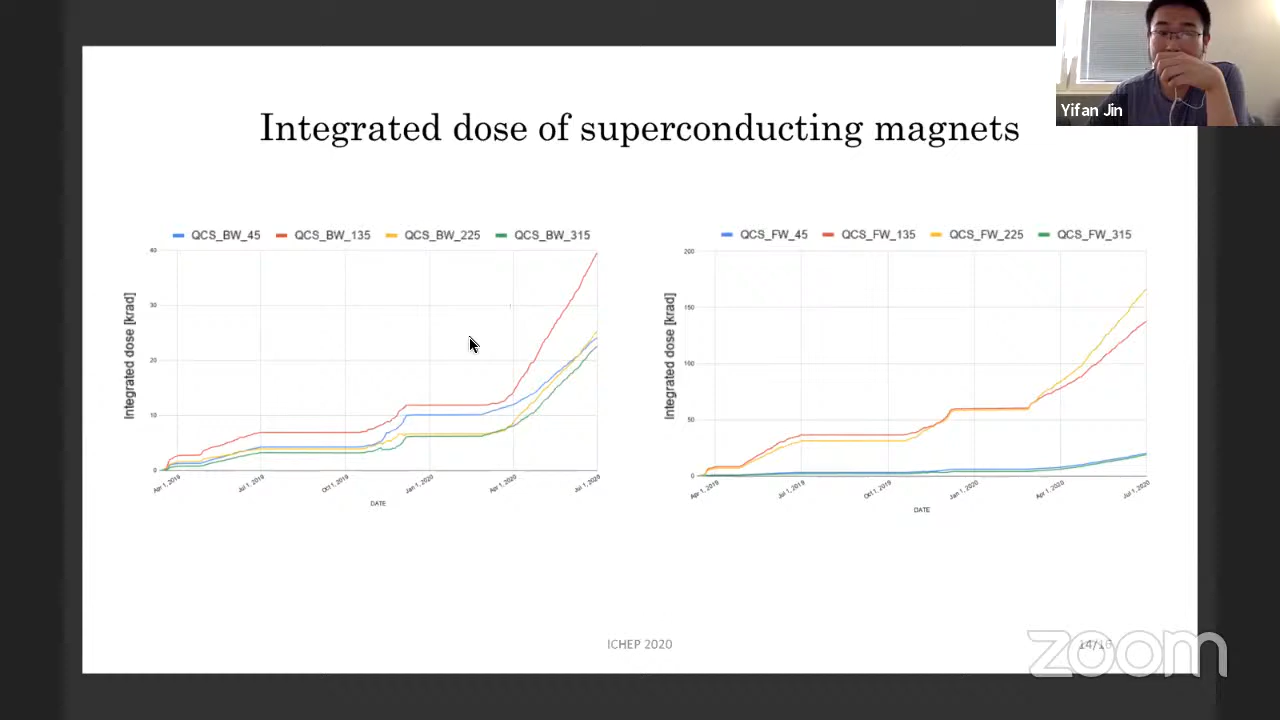 Yifan Jin
Integrated dose of superconducting magnets
QCS_BW_45 QCS_BW_135 QCS_BW_225 QCS_BW_315
Integrated dose [krad]
40
30
20
10
0
Apr 1, 2019 Jul 1, 2019 Oct 1, 2019 Jan 1, 2020 Apr 1, 2020 Jul 1, 2020
DATE
QCS_FW_45 QCS_FW_135 QCS_FW_225 QCS_FW_315
Integrated dose [krad]
200
150
100
50
0
Apr 1, 2019 Jul 1, 2019 Oct 1, 2019 Jan 1, 2020 Apr 1, 2020 Jul 1, 2020
DATE
ICHEP 2020
14/16
zoom